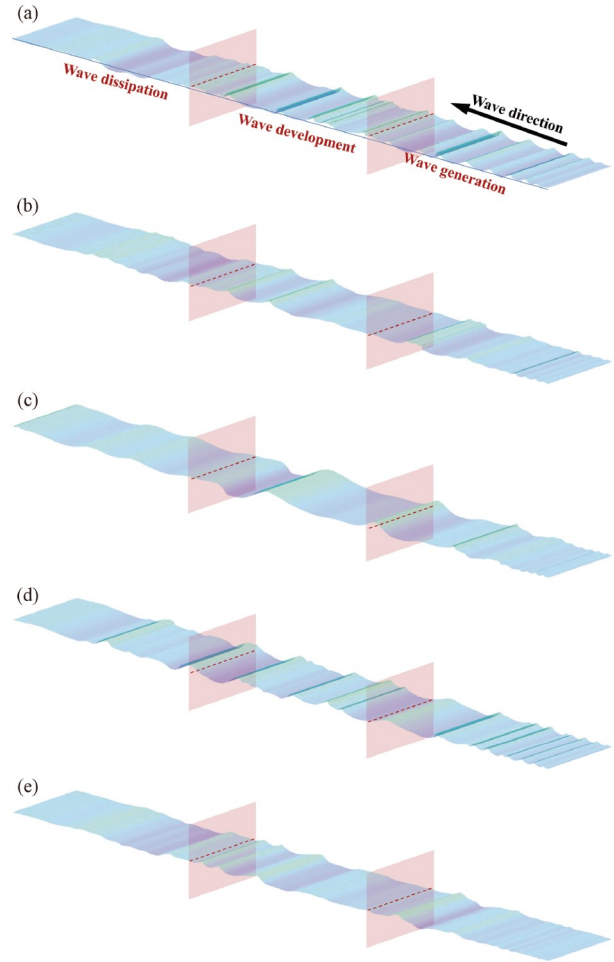 (a)
Wave dissipation
Wave direction
Wave development
Wave generation
(b)
(c)
(d)
(e)